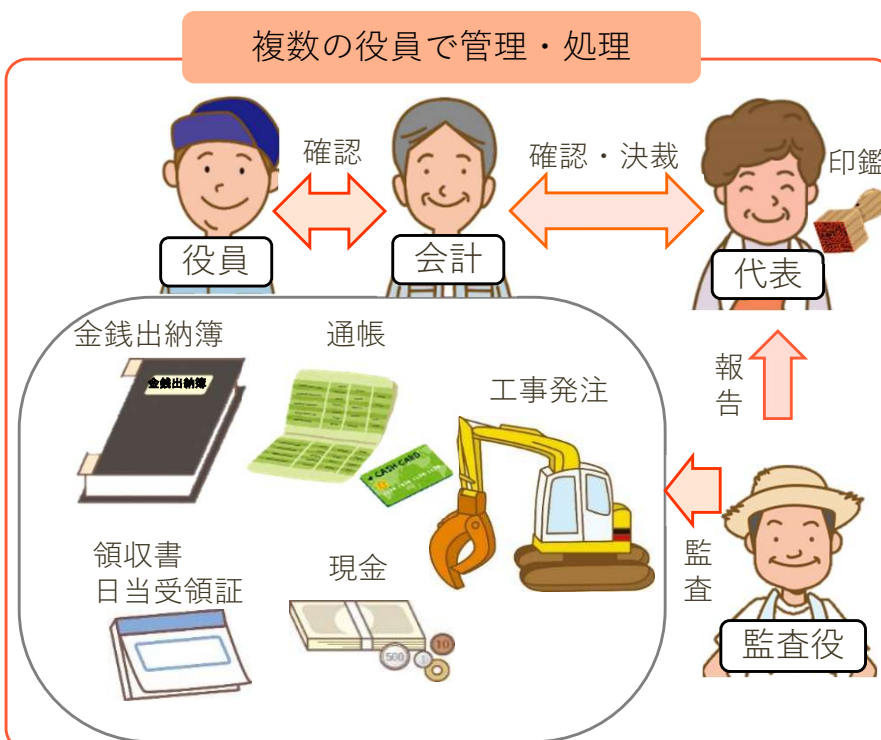 複数の役員で管理・処理
確認
確認・決裁
印鑑
役員
会計
代表
金銭出納簿
通帳
金銭出納簿
工事発注
CASH CARD
報告
監査
領収書
日当受領証
現金
500
1
10
監査役